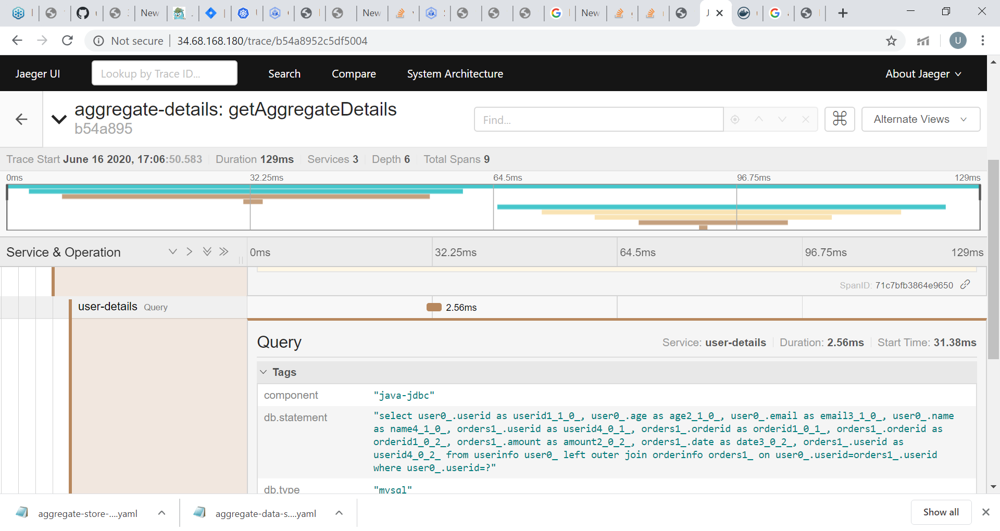 New
New
New
J
Not secure
34.68.168.180/trace/b54a8952c5df5004
U
Jaeger UI
Lookup by Trace ID...
Search
Compare
System Architecture
About Jaeger
aggregate-details: getAggregateDetails
b54a895
Find...
Alternate Views
Trace Start June 16 2020, 17:06:50.583
Duration 129ms
Services 3
Depth 6
Total Spans 9
0ms
32.25ms
64.5ms
96.75ms
129ms
Service & Operation
0ms
32.25ms
64.5ms
96.75ms
129ms
SpanID: 71c7bfb3864e9650
user-details Query
2.56ms
Query
Service: user-details
Duration: 2.56ms
Start Time: 31.38ms
Tags
component
"java-jdbc"
db.statement
"select user0_.userid as userid1_1_0_, user0_.age as age2_1_0_, user0_.email as email3_1_0_, user0_.name
as name4_1_0_, orders1_.userid as userid4_0_1_, orders1_.orderid as orderid1_0_1_, orders1_.orderid as
orderid1_0_2_, orders1_.amount as amount2_0_2_, orders1_.date as date3_0_2_, orders1_.userid as
userid4_0_2_ from userinfo user0_ left outer join orderinfo orders1_ on user0_.userid=orders1_.userid
where user0_.userid=?"
db.type
"mysql"
aggregate-store-....yaml
aggregate-data-s....yaml
Show all